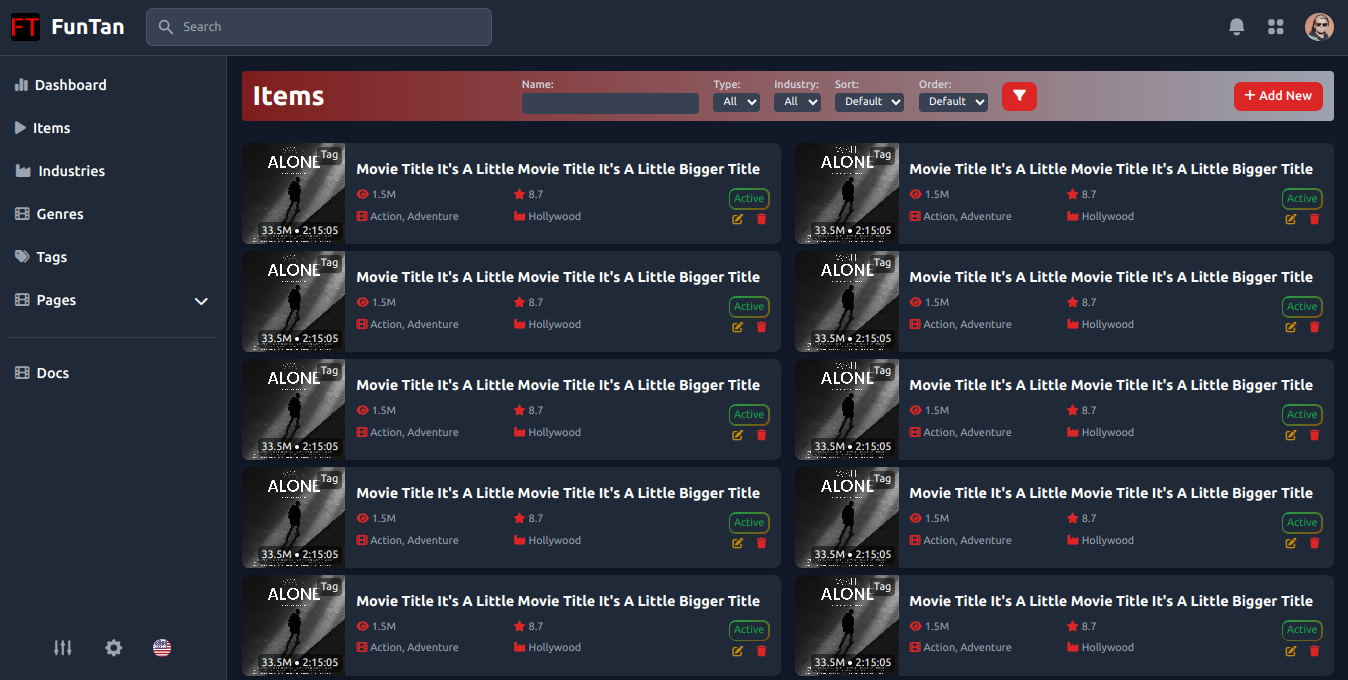 FT FunTan
Search
Dashboard
Items
Industries
Genres
Tags
Pages
Docs
Items
Name:
Type:
All
Industry:
All
Sort:
Default
Order:
Default
+ Add New
ALONE
Tag
33.5M • 2:15:05
Movie Title It's A Little Movie Title It's A Little Bigger Title
1.5M
8.7
Active
Action, Adventure
Hollywood
ALONE
Tag
33.5M • 2:15:05
Movie Title It's A Little Movie Title It's A Little Bigger Title
1.5M
8.7
Active
Action, Adventure
Hollywood
ALONE
Tag
33.5M • 2:15:05
Movie Title It's A Little Movie Title It's A Little Bigger Title
1.5M
8.7
Active
Action, Adventure
Hollywood
ALONE
Tag
33.5M • 2:15:05
Movie Title It's A Little Movie Title It's A Little Bigger Title
1.5M
8.7
Active
Action, Adventure
Hollywood
ALONE
Tag
33.5M • 2:15:05
Movie Title It's A Little Movie Title It's A Little Bigger Title
1.5M
8.7
Active
Action, Adventure
Hollywood
ALONE
Tag
33.5M • 2:15:05
Movie Title It's A Little Movie Title It's A Little Bigger Title
1.5M
8.7
Active
Action, Adventure
Hollywood
ALONE
Tag
33.5M • 2:15:05
Movie Title It's A Little Movie Title It's A Little Bigger Title
1.5M
8.7
Active
Action, Adventure
Hollywood
ALONE
Tag
33.5M • 2:15:05
Movie Title It's A Little Movie Title It's A Little Bigger Title
1.5M
8.7
Active
Action, Adventure
Hollywood
ALONE
Tag
33.5M • 2:15:05
Movie Title It's A Little Movie Title It's A Little Bigger Title
1.5M
8.7
Active
Action, Adventure
Hollywood
ALONE
Tag
33.5M • 2:15:05
Movie Title It's A Little Movie Title It's A Little Bigger Title
1.5M
8.7
Active
Action, Adventure
Hollywood